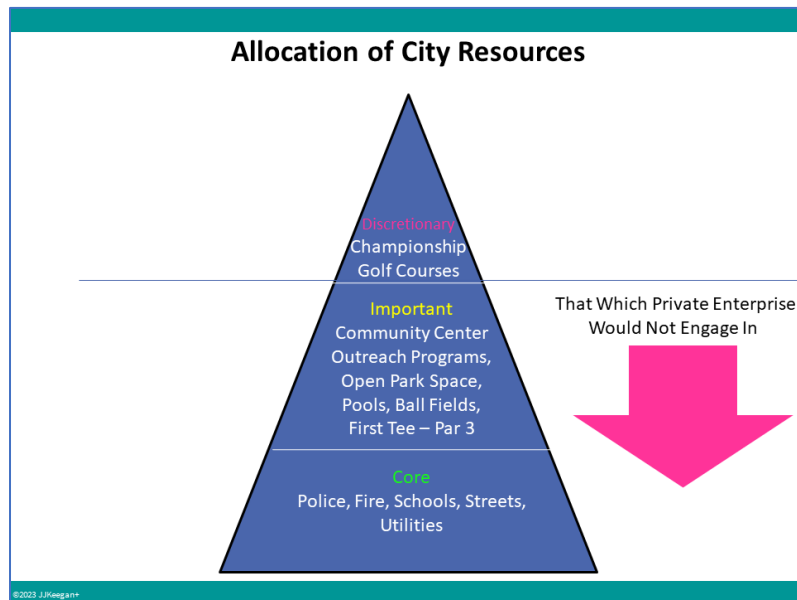 Allocation of City Resources
Discretionary
Championship
Golf Courses
Important
Community Center
Outreach Programs,
Open Park Space,
Pools, Ball Fields,
First Tee – Par 3
That Which Private Enterprise
Would Not Engage In
Core
Police, Fire, Schools, Streets,
Utilities
©2023 JJKeegan+